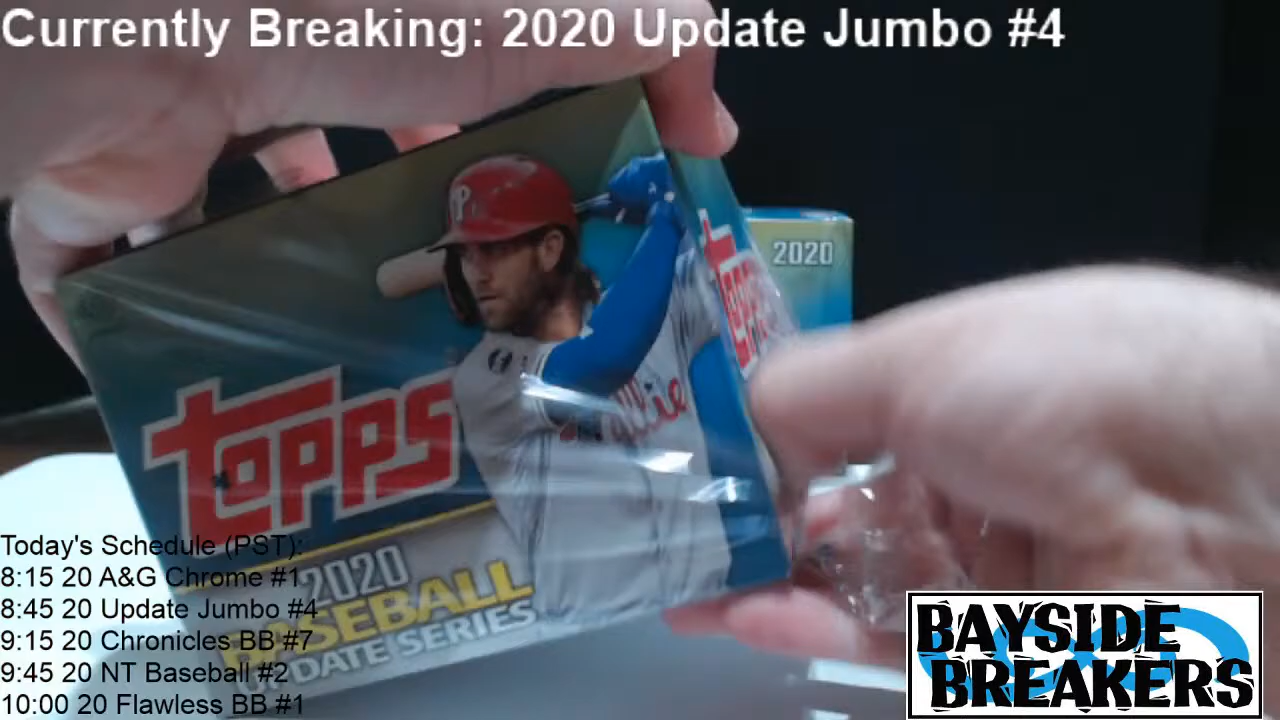 Currently Breaking: 2020 Update Jumbo #4
P
2020
TOPPS
TOPPS
Phillie
2020
BASEBALL
UPDATE SERIES
Today's Schedule (PST):
8:15 20 A&G Chrome #1
8:45 20 Update Jumbo #4
9:15 20 Chronicles BB #7
9:45 20 NT Baseball #2
10:00 20 Flawless BB #1
BAYSIDE
BREAKERS